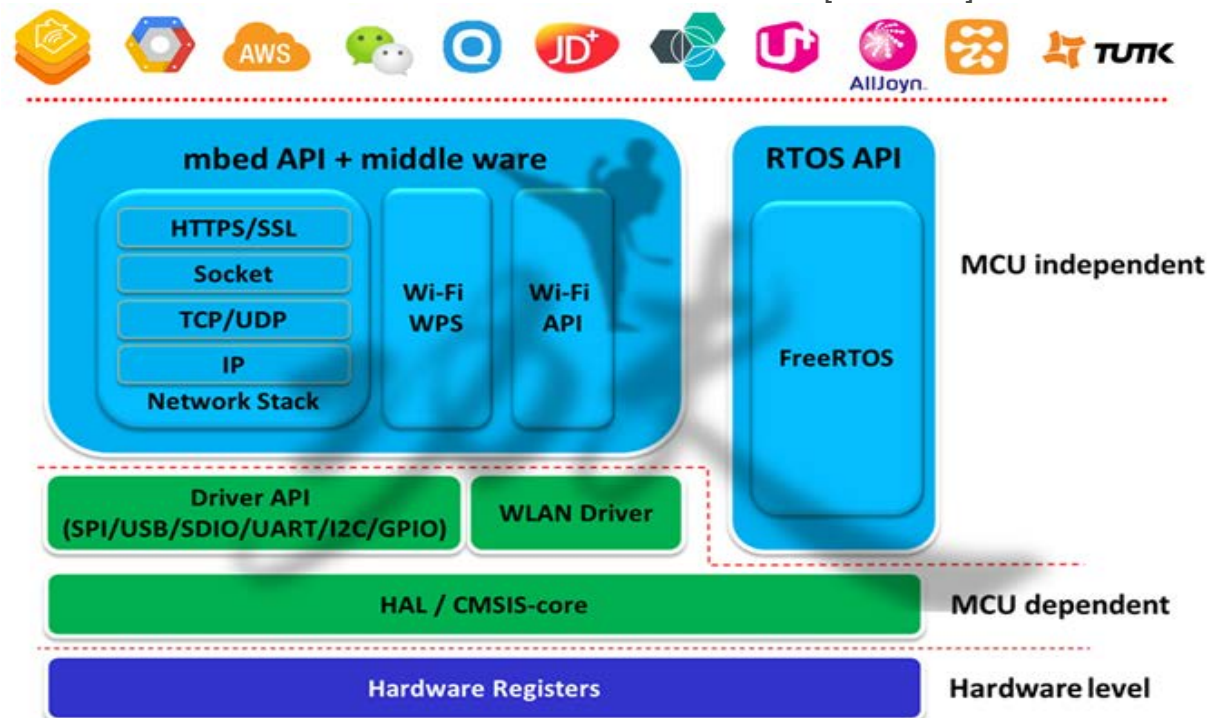 AWS
Q
JD+
U+
AllJoyn.
TUTK
mbed API + middle ware
RTOS API
HTTPS/SSL
Socket
TCP/UDP
IP
Network Stack
Wi-Fi
WPS
Wi-Fi
API
FreeRTOS
MCU independent
Driver API
(SPI/USB/SDIO/UART/I2C/GPIO)
WLAN Driver
HAL / CMSIS-core
MCU dependent
Hardware Registers
Hardware level